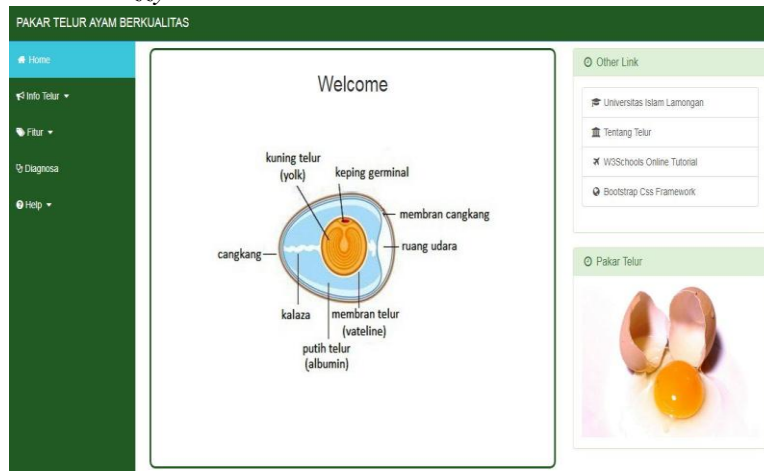 PAKAR TELUR AYAM BERKUALITAS
Home
Info Telur
Fitur
Diagnosa
Help
Welcome
kuning telur
(yolk)
keping germinal
membran cangkang
ruang udara
cangkang
kalaza
membran telur
(vateline)
putih telur
(albumin)
Other Link
Universitas Islam Lamongan
Tentang Telur
W3Schools Online Tutorial
Bootstrap Css Framework
Pakar Telur